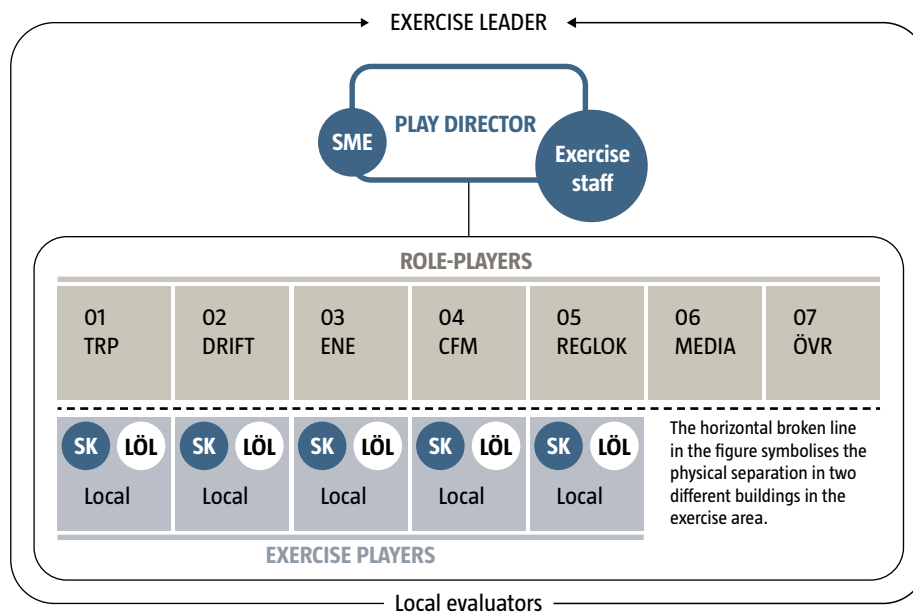 EXERCISE LEADER
PLAY DIRECTOR
SME
Exercise
staff
ROLE-PLAYERS
01
TRP
02
DRIFT
03
ENE
04
CFM
05
REGLOK
06
MEDIA
07
ÖVR
SK LÖL
Local
SK LÖL
Local
SK LÖL
Local
SK LÖL
Local
SK LÖL
Local
The horizontal broken line
in the figure symbolises the
physical separation in two
different buildings in the
exercise area.
EXERCISE PLAYERS
Local evaluators